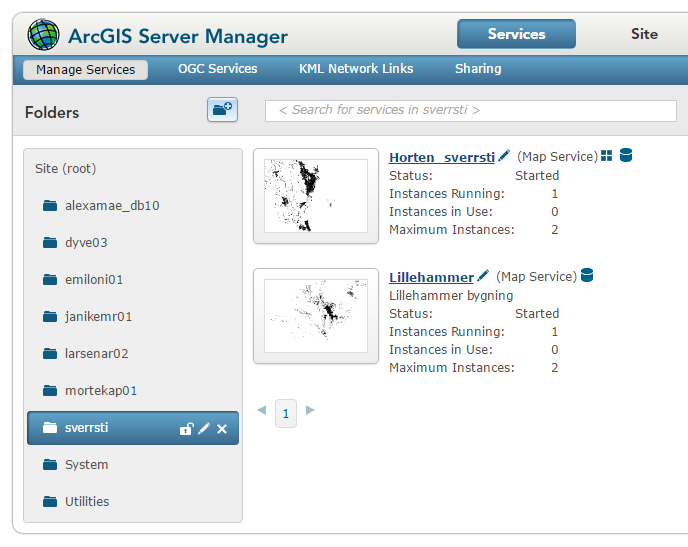 ArcGIS Server Manager
Services
Site
Manage Services
OGC Services
KML Network Links
Sharing
Folders
< Search for services in sverrsti >
Site (root)
alexamae_db10
dyve03
emiloni01
janikemr01
larsenar02
mortekap01
sverrsti
System
Utilities
Horten_sverrsti (Map Service)
Status: Started
Instances Running: 1
Instances in Use: 0
Maximum Instances: 2
Lillehammer (Map Service)
Lillehammer bygning
Status: Started
Instances Running: 1
Instances in Use: 0
Maximum Instances: 2
1